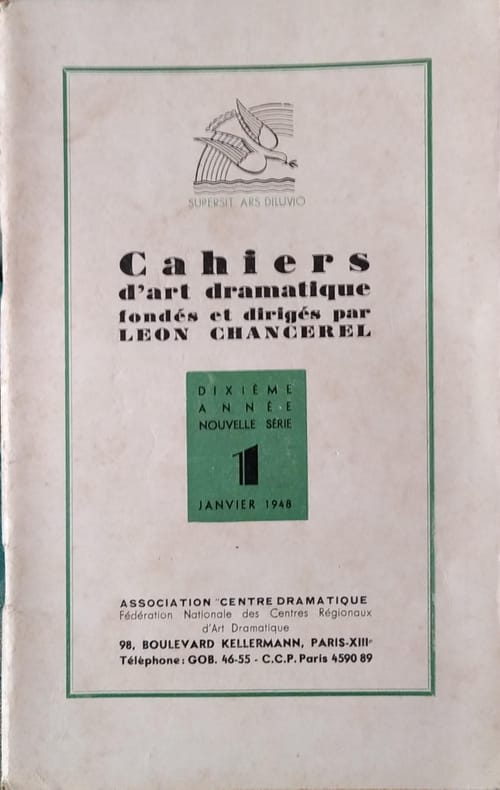 SUPERSIT ARS DILUVIO
Cahiers
d'art dramatique
fondés et dirigés par
LEON CHANCEREL
DIXIÈME
ANNÉE
NOUVELLE SÉRIE
1
JANVIER 1948
ASSOCIATION "CENTRE DRAMATIQUE
Fédération Nationale des Centres Régionaux
d'Art Dramatique
98, BOULEVARD KELLERMANN, PARIS-XIIIe
Téléphone: GOB. 46-55 - C.C.P. Paris 4590 89